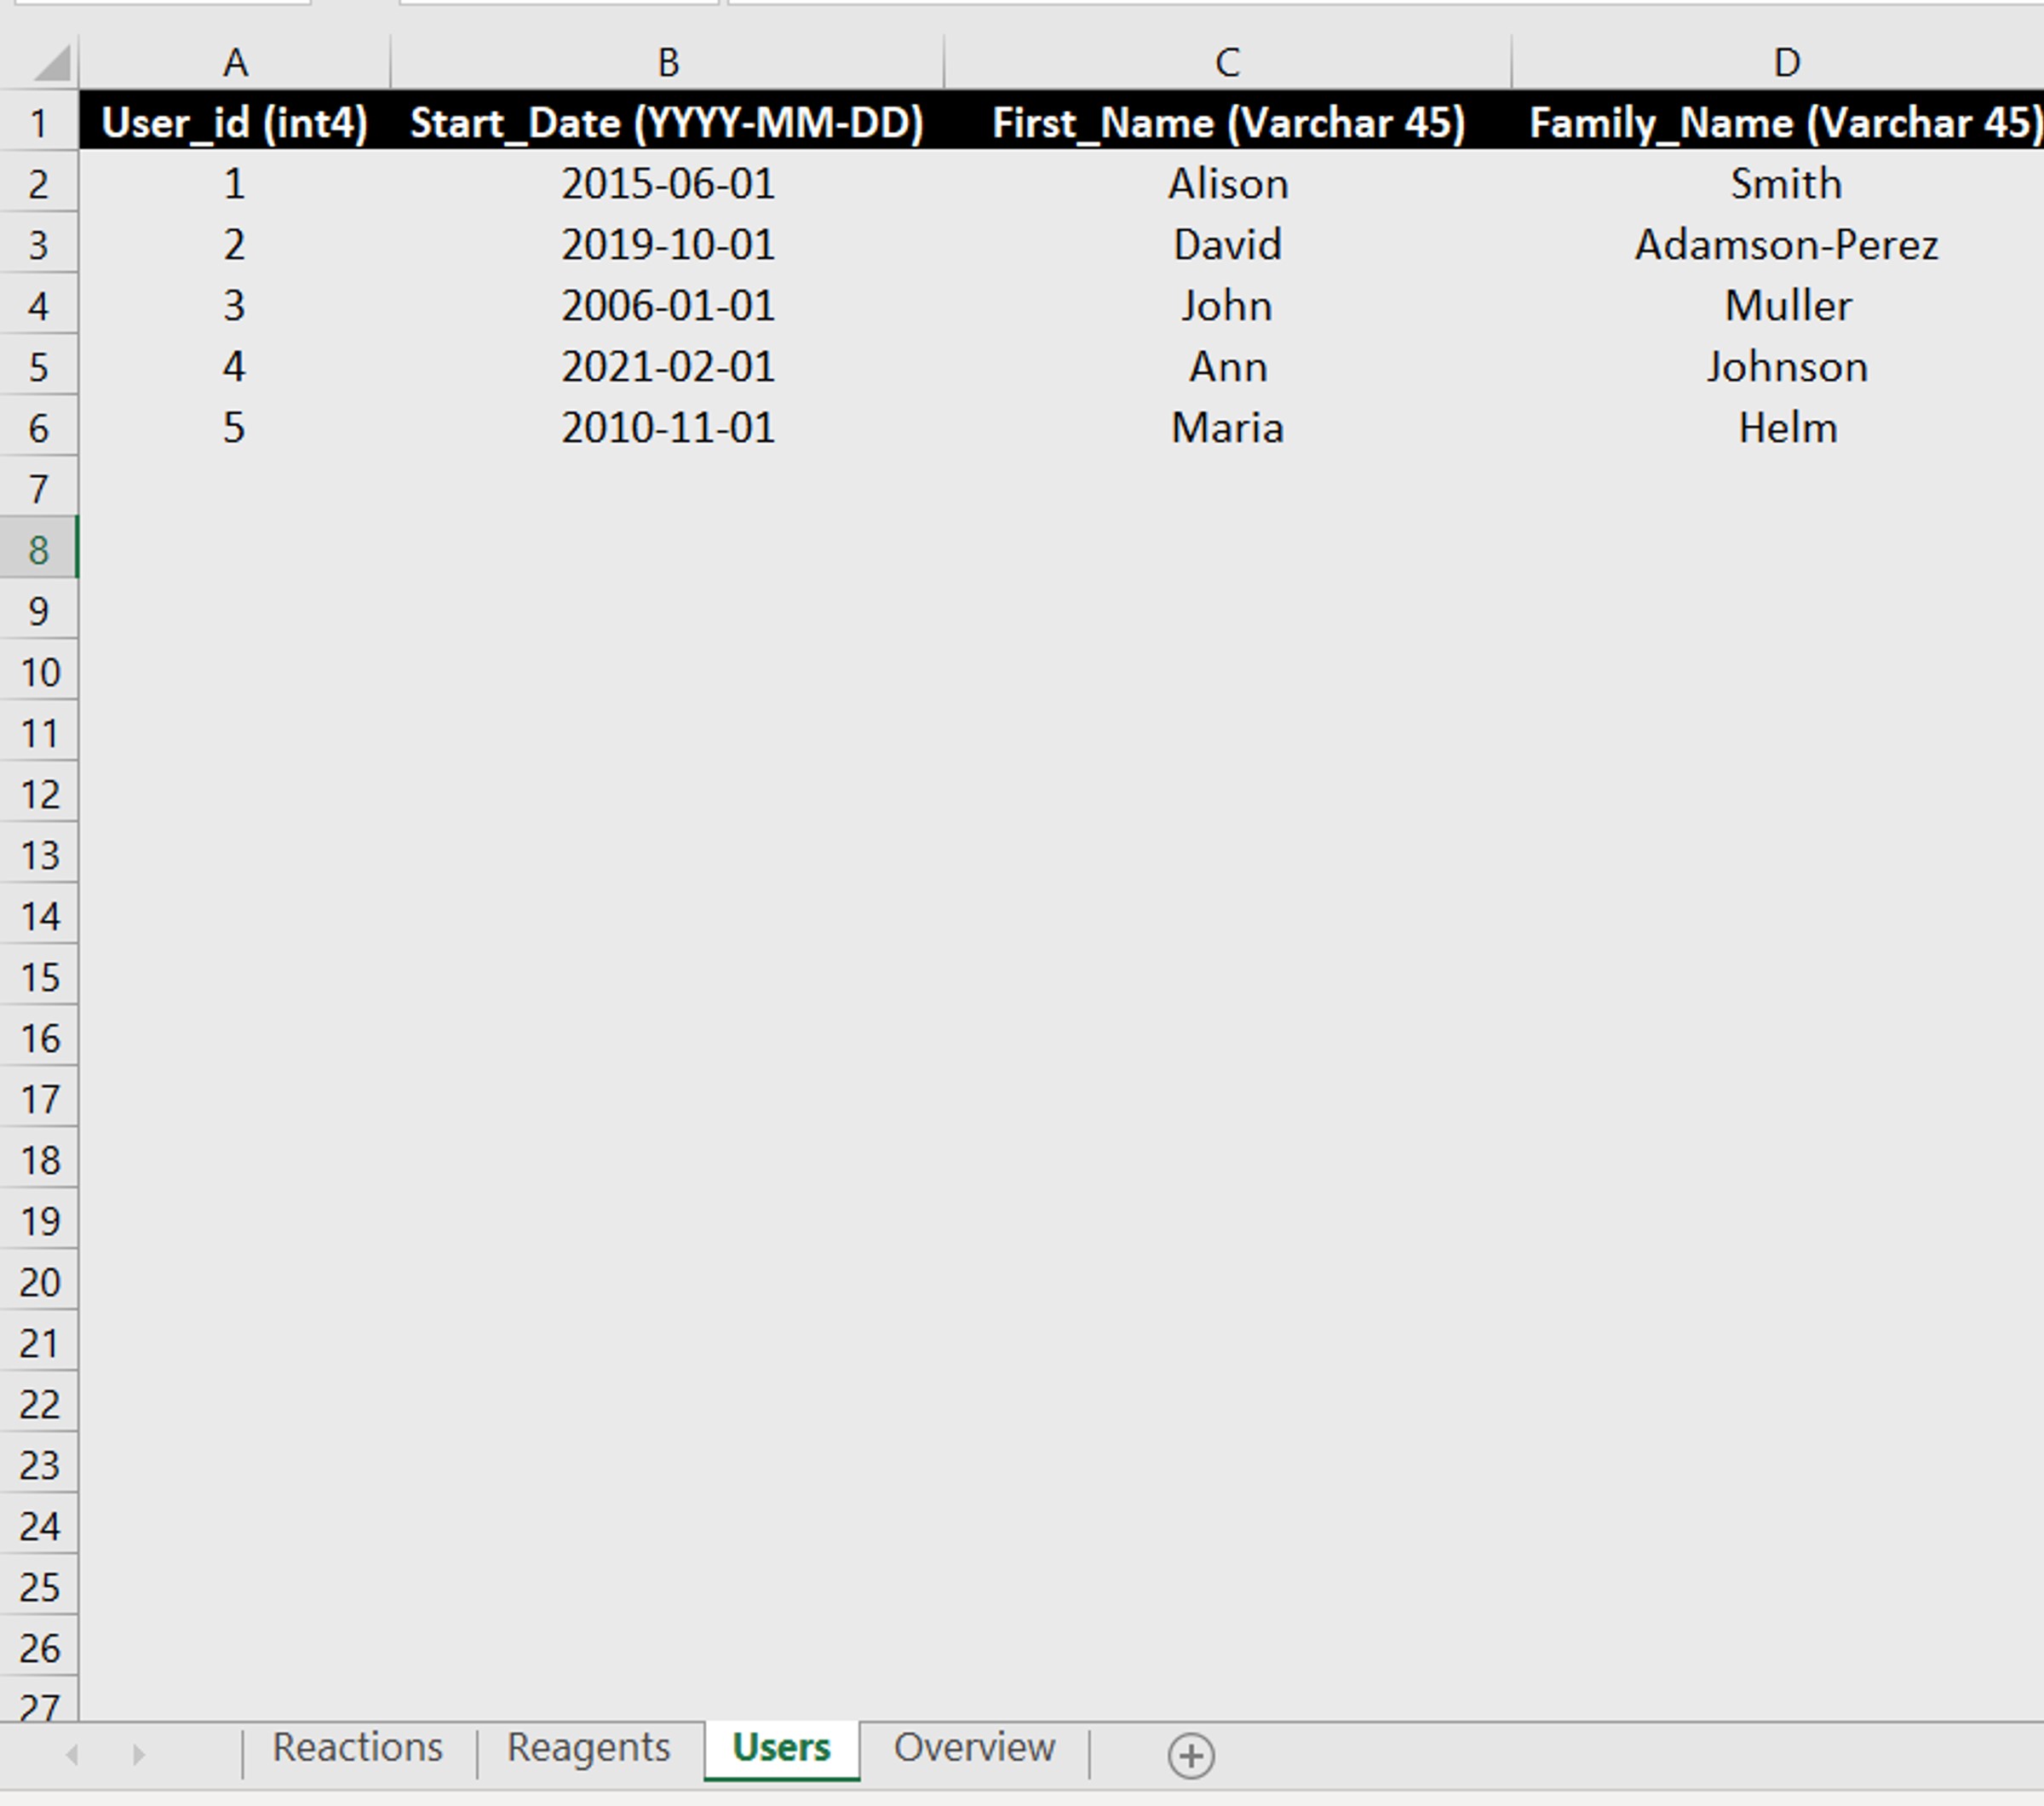 A B C D
1 User_id (int4) Start_Date (YYYY-MM-DD) First_Name (Varchar 45) Family_Name (Varchar 45)
2 1 2015-06-01 Alison Smith
3 2 2019-10-01 David Adamson-Perez
4 3 2006-01-01 John Muller
5 4 2021-02-01 Ann Johnson
6 5 2010-11-01 Maria Helm
7
8
9
10
11
12
13
14
15
16
17
18
19
20
21
22
23
24
25
26
27
Reactions Reagents Users Overview